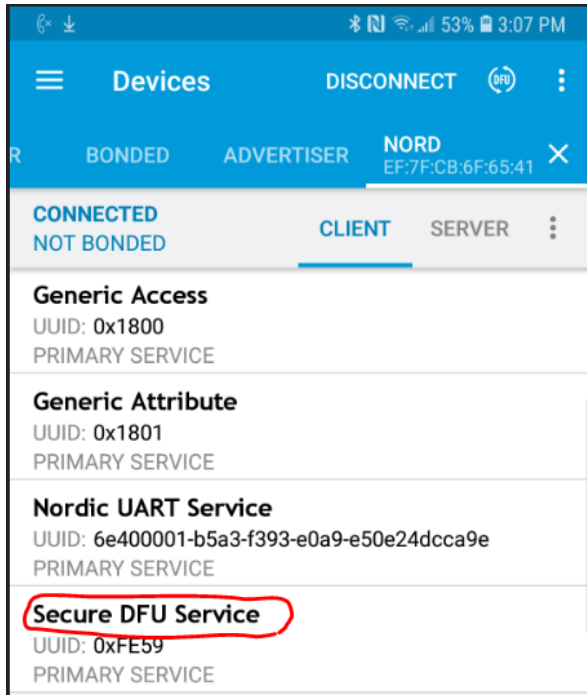 53% 3:07 PM
Devices DISCONNECT DFU
R BONDED ADVERTISER NORD
EF:7F:CB:6F:65:41
CONNECTED
NOT BONDED
CLIENT SERVER
Generic Access
UUID: 0x1800
PRIMARY SERVICE
Generic Attribute
UUID: 0x1801
PRIMARY SERVICE
Nordic UART Service
UUID: 6e400001-b5a3-f393-e0a9-e50e24dcca9e
PRIMARY SERVICE
Secure DFU Service
UUID: 0xFE59
PRIMARY SERVICE